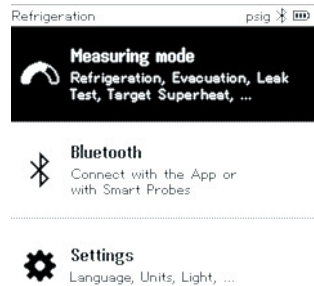 Refrigeration psig
Measuring mode
Refrigeration, Evacuation, Leak
Test, Target Superheat, ...
Bluetooth
Connect with the App or
with Smart Probes
Settings
Language, Units, Light, ...